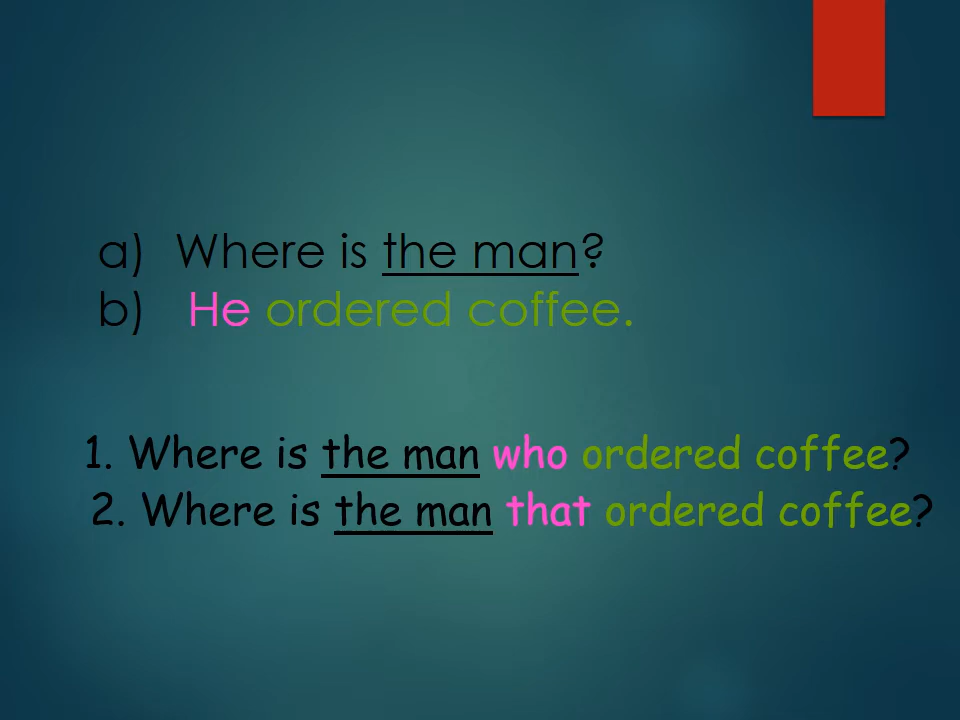 a) Where is the man?
b) He ordered coffee.
1. Where is the man who ordered coffee?
2. Where is the man that ordered coffee?